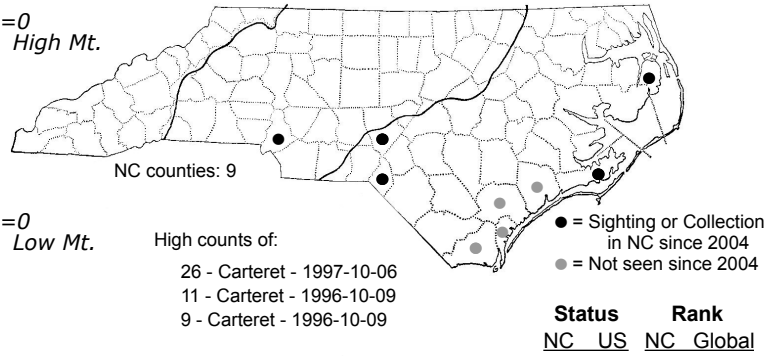 =0
High Mt.
NC counties: 9
=0
Low Mt.
High counts of:
26 - Carteret - 1997-10-06
11 - Carteret - 1996-10-09
9 - Carteret - 1996-10-09
= Sighting or Collection
in NC since 2004
= Not seen since 2004
Status Rank
NC US NC Global